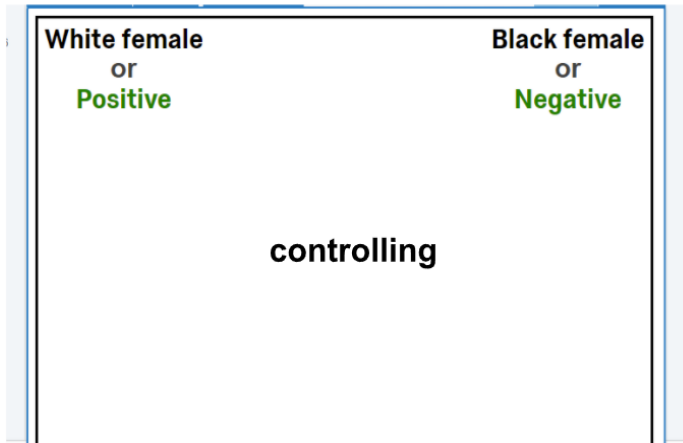 White female
or
Positive
Black female
or
Negative
controlling